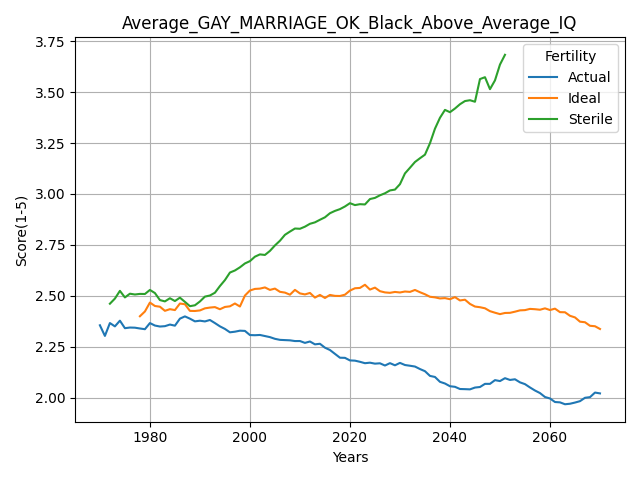 Average_GAY_MARRIAGE_OK_Black_Above_Average_IQ
Score(1-5)
3.75
3.50
3.25
3.00
2.75
2.50
2.25
2.00
Fertility
Actual
Ideal
Sterile
1980
2000
2020
2040
2060
Years